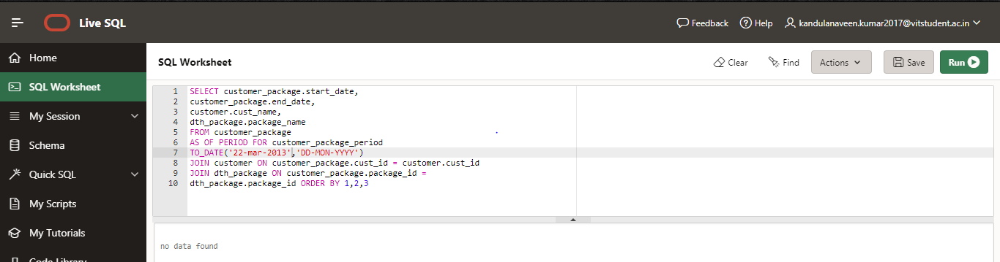 Live SQL
Feedback
Help
kandulanaveen.kumar2017@vitstudent.ac.in
Home
SQL Worksheet
My Session
Schema
Quick SQL
My Scripts
My Tutorials
Code Library
SQL Worksheet
Clear
Find
Actions
Save
Run
1 SELECT customer_package.start_date,
2 customer_package.end_date,
3 customer.cust_name,
4 dth_package.package_name
5 FROM customer_package
6 AS OF PERIOD FOR customer_package_period
7 TO_DATE('22-mar-2013','DD-MON-YYYY')
8 JOIN customer ON customer_package.cust_id = customer.cust_id
9 JOIN dth_package ON customer_package.package_id =
10 dth_package.package_id ORDER BY 1,2,3
no data found